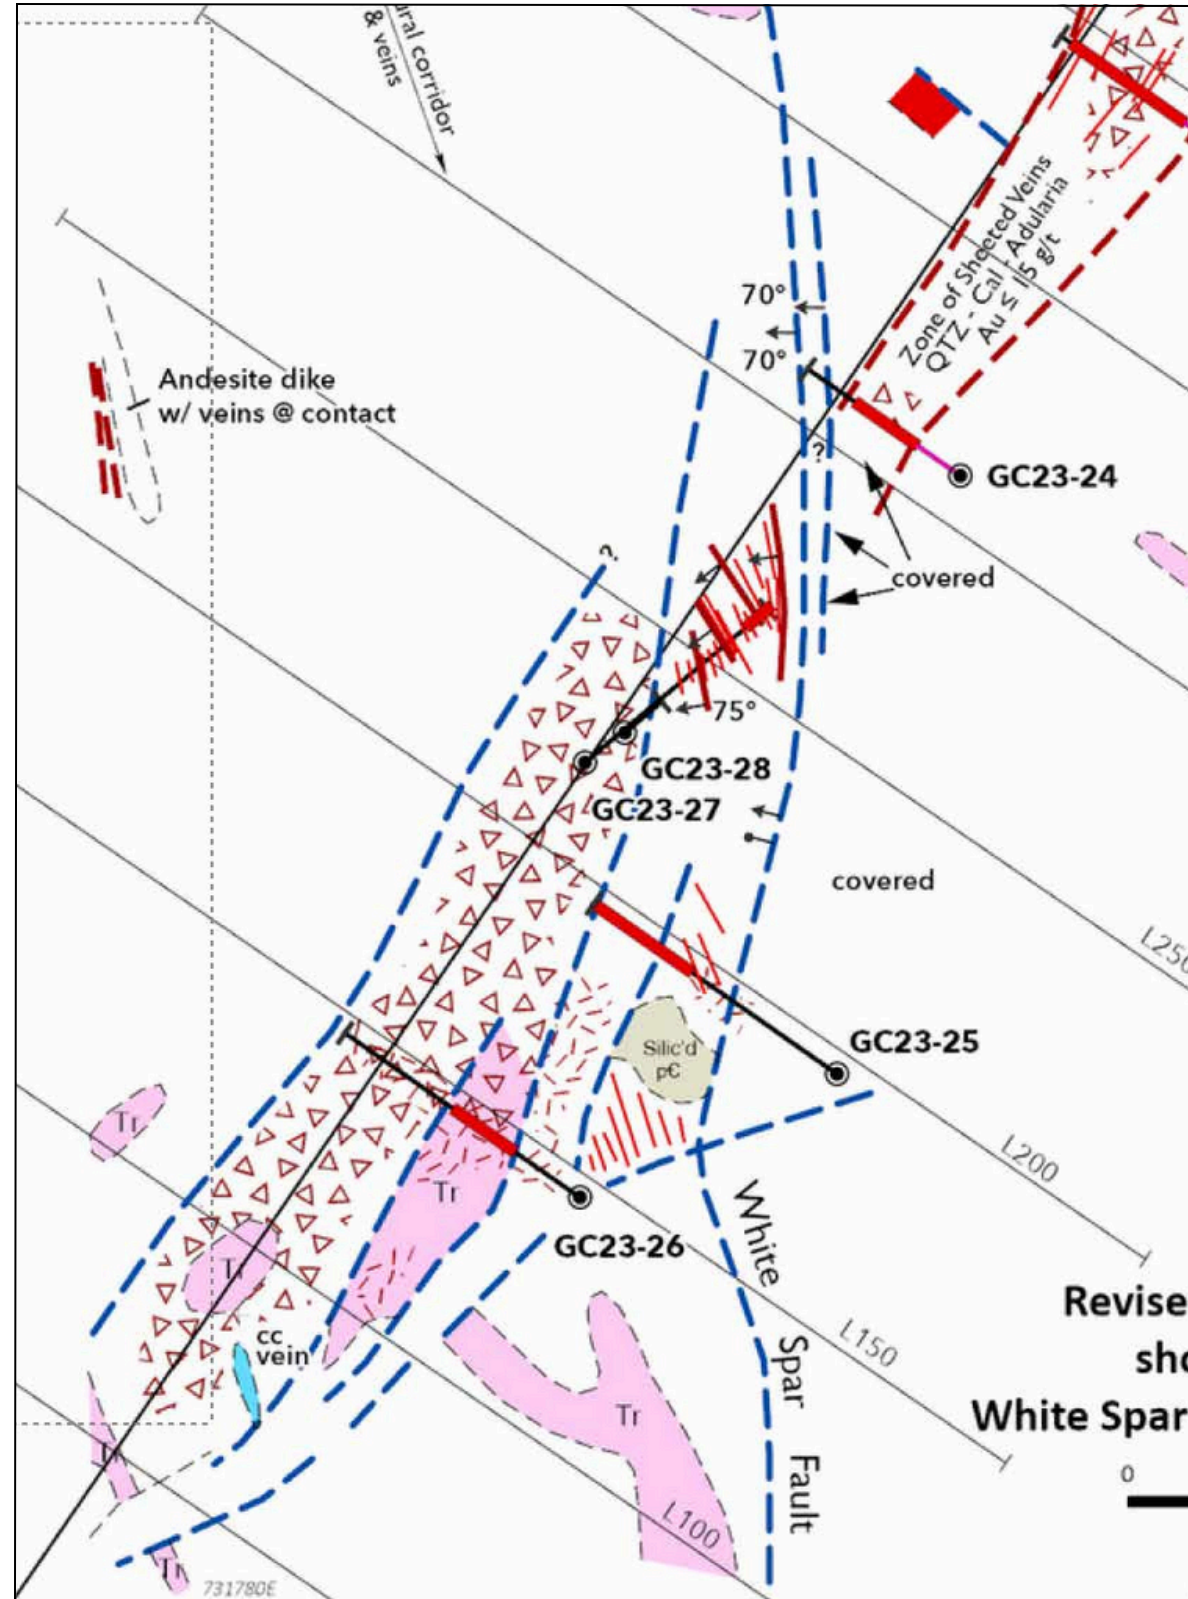 ural corridor
& veins
Zone of Sheeted Veins
QTZ - Cal - Adularia
Au ≤ 15 g/t
70°
70°
Andesite dike
w/ veins @ contact
?
GC23-24
covered
?
75°
GC23-28
GC23-27
covered
L250
GC23-25
Silic'd
p€
L200
Tr
Tr
GC23-26
White
Spar
Fault
Tr
Revise
sho
White Spar
L150
cc
vein
Tr
Tr
0
L100
Tr
731780E